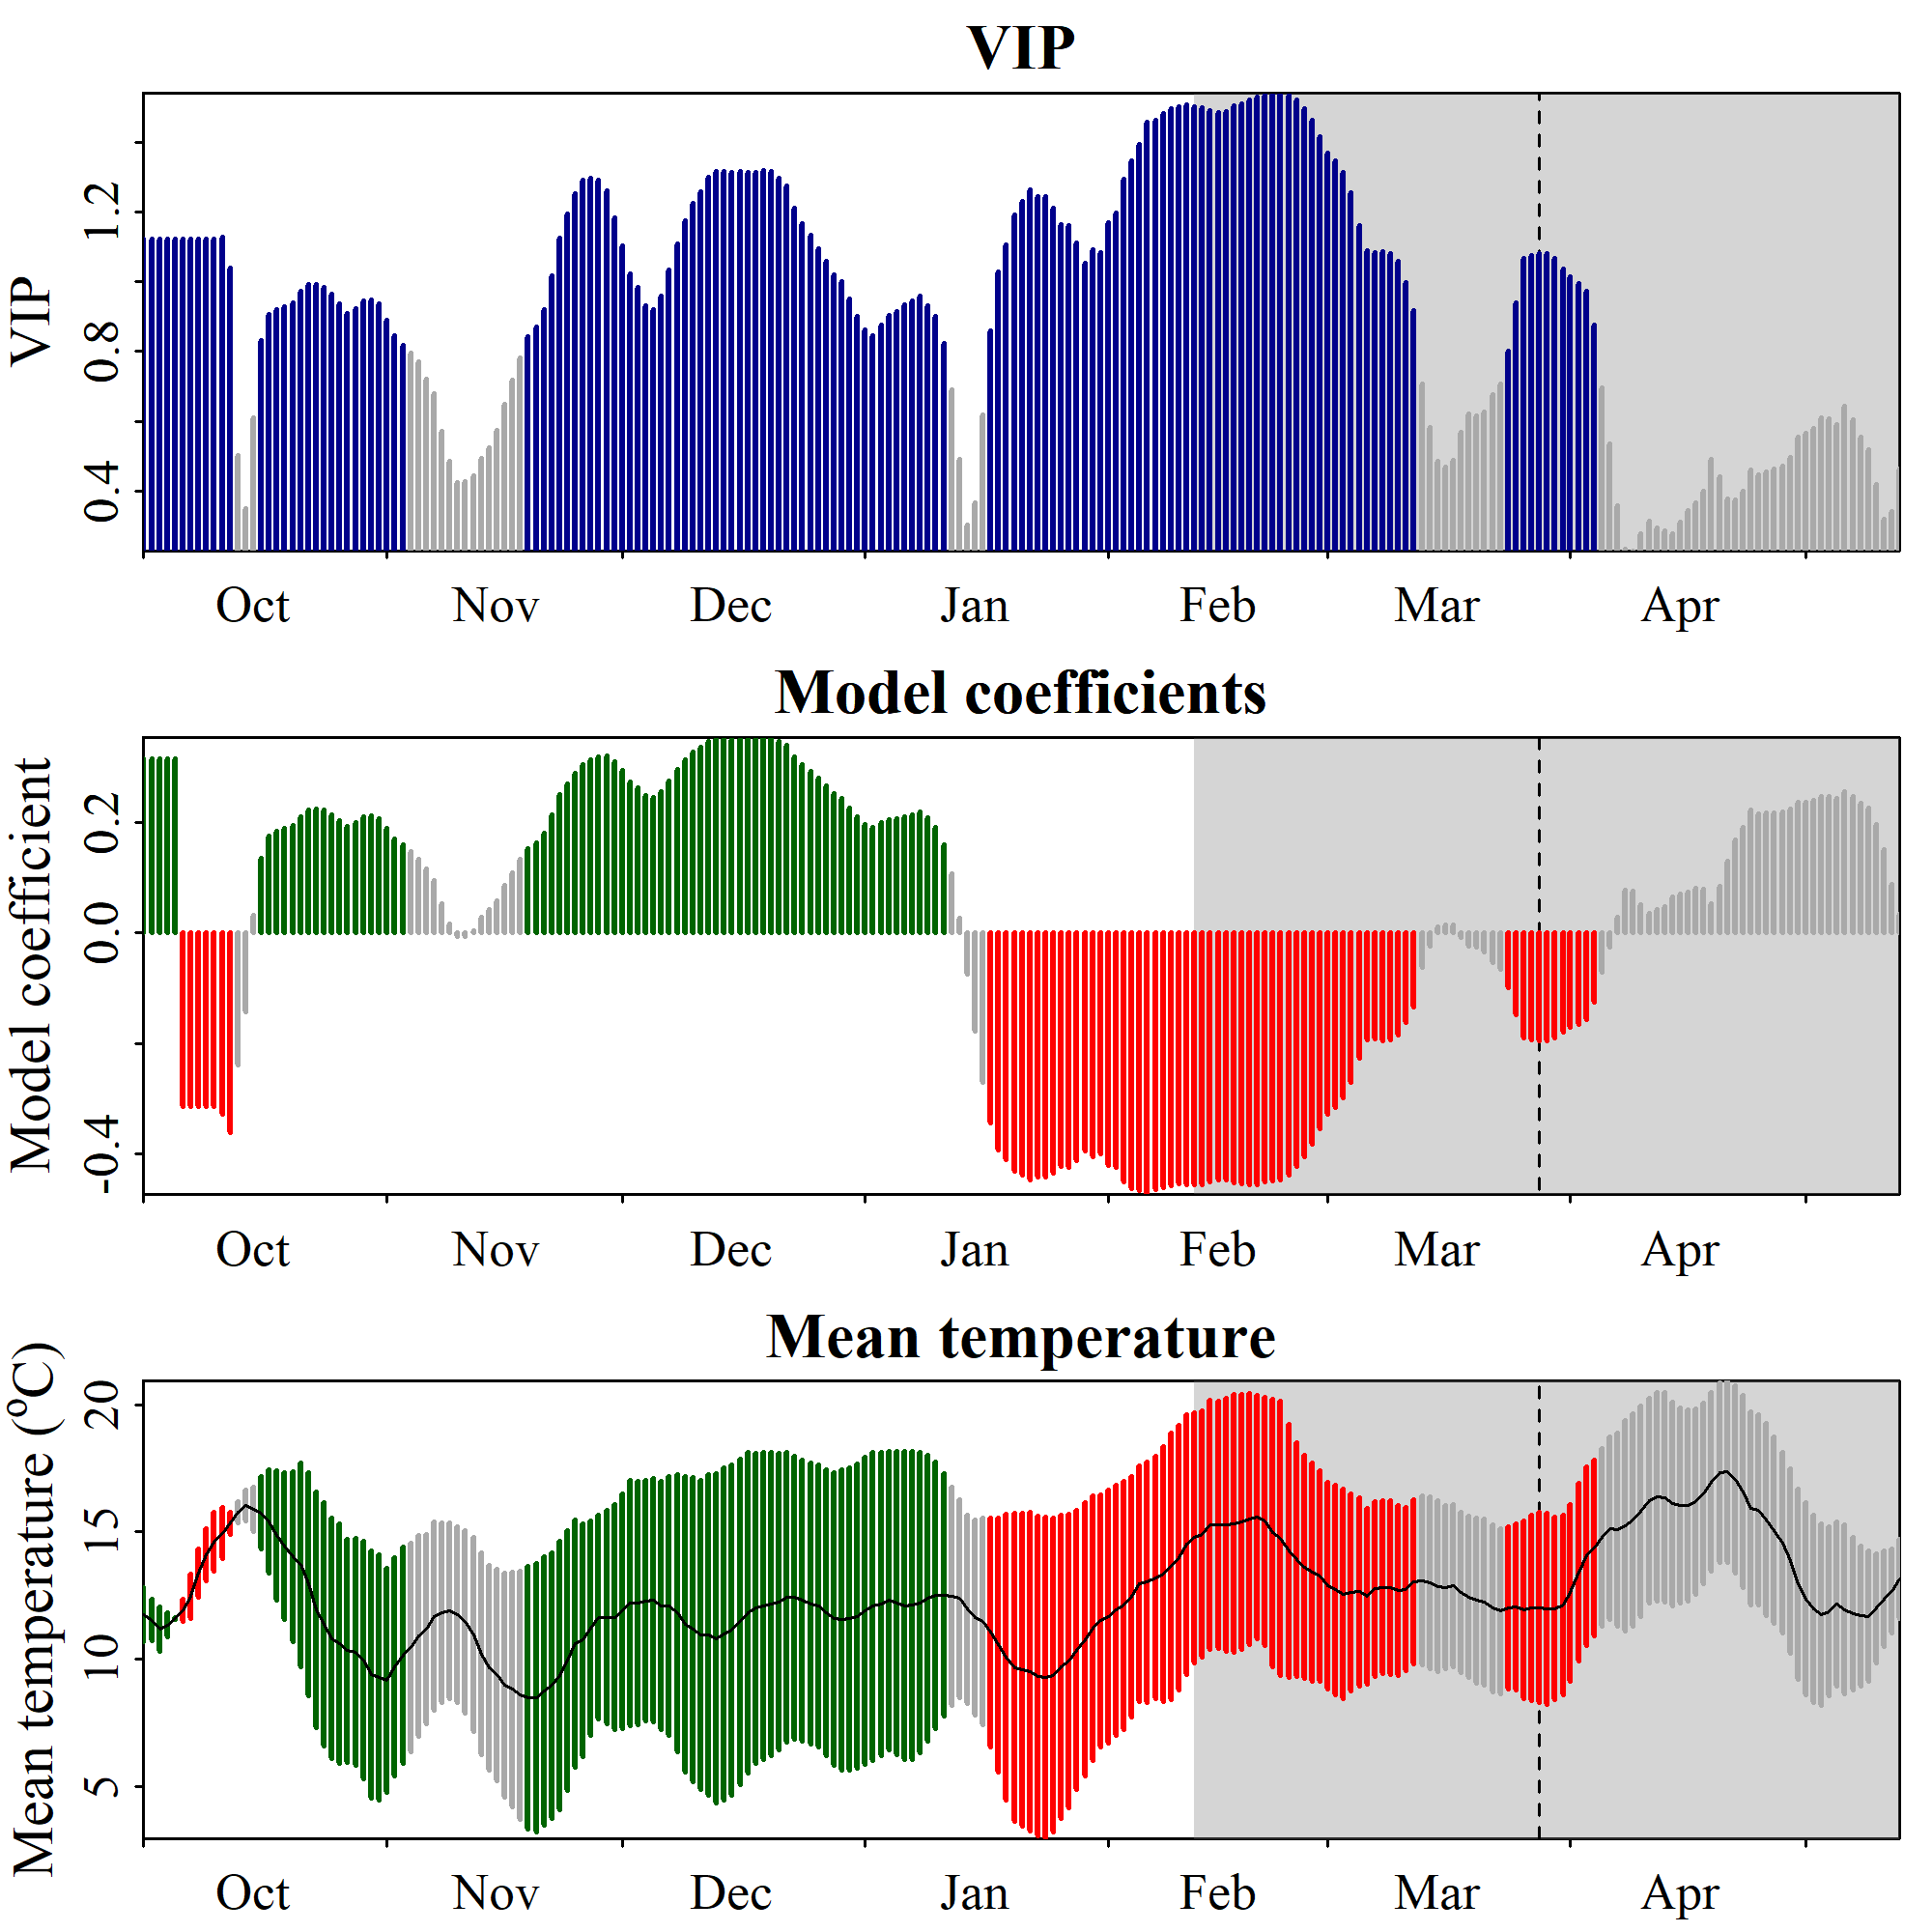 VIP
VIP
1.2
0.8
0.4
Oct Nov Dec Jan Feb Mar Apr
Model coefficients
Model coefficient
0.2
0.0
-0.4
Oct Nov Dec Jan Feb Mar Apr
Mean temperature
Mean temperature (ºC)
20
15
10
5
Oct Nov Dec Jan Feb Mar Apr